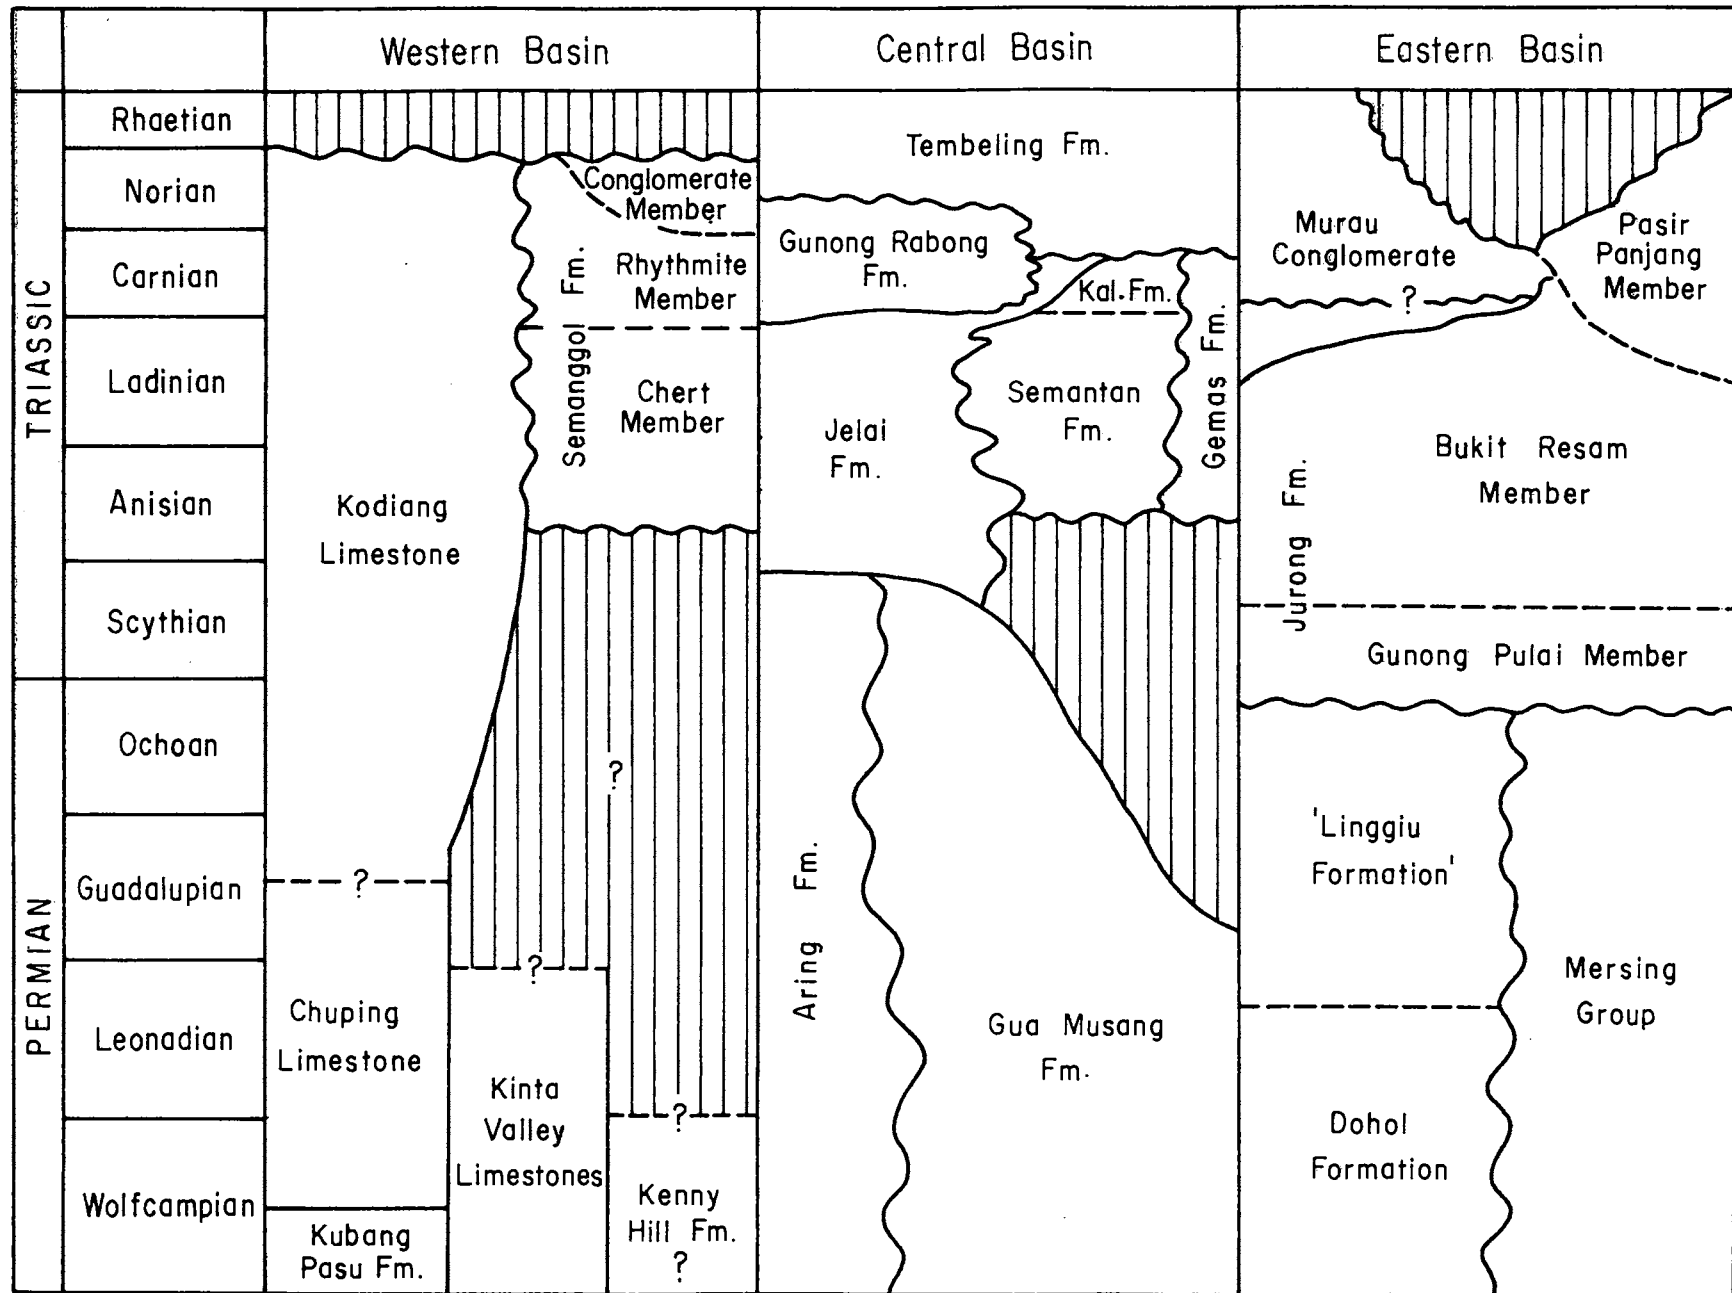 Western Basin
Central Basin
Eastern Basin
TRIASSIC
PERMIAN
Rhaetian
Norian
Carnian
Ladinian
Anisian
Scythian
Ochoan
Guadalupian
Leonadian
Wolfcampian
Kodiang
Limestone
?
Chuping
Limestone
Kubang
Pasu Fm.
Semanggol Fm.
Conglomerate
Member
Rhythmite
Member
Chert
Member
?
?
Kinta
Valley
Limestones
?
Kenny
Hill Fm.
?
Tembeling Fm.
Gunong Rabong
Fm.
Kal. Fm.
Jelai
Fm.
Semantan
Fm.
Gemas Fm.
Aring Fm.
Gua Musang
Fm.
Murau
Conglomerate
?
Pasir
Panjang
Member
Jurong Fm.
Bukit Resam
Member
Gunong Pulai Member
'Linggiu
Formation'
Mersing
Group
Dohol
Formation